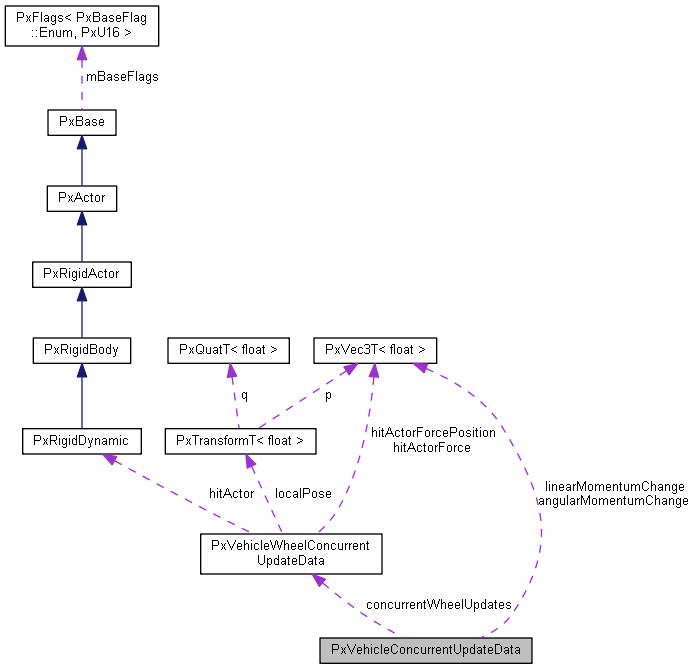 PxFlags< PxBaseFlag
::Enum, PxU16 >
mBaseFlags
PxBase
PxActor
PxRigidActor
PxRigidBody
PxQuatT< float >
PxVec3T< float >
q
p
PxRigidDynamic
PxTransformT< float >
hitActorForcePosition
hitActorForce
hitActor
localPose
linearMomentumChange
angularMomentumChange
PxVehicleWheelConcurrent
UpdateData
concurrentWheelUpdates
PxVehicleConcurrentUpdateData